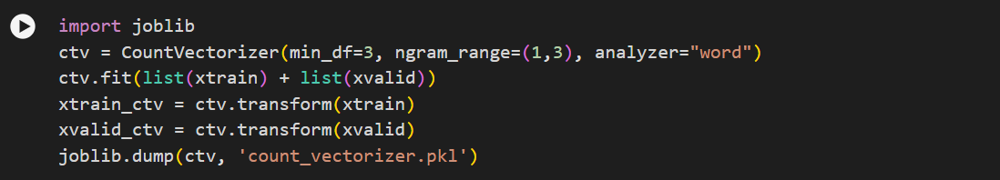 import joblib
ctv = CountVectorizer(min_df=3, ngram_range=(1,3), analyzer="word")
ctv.fit(list(xtrain) + list(xvalid))
xtrain_ctv = ctv.transform(xtrain)
xvalid_ctv = ctv.transform(xvalid)
joblib.dump(ctv, 'count_vectorizer.pkl')